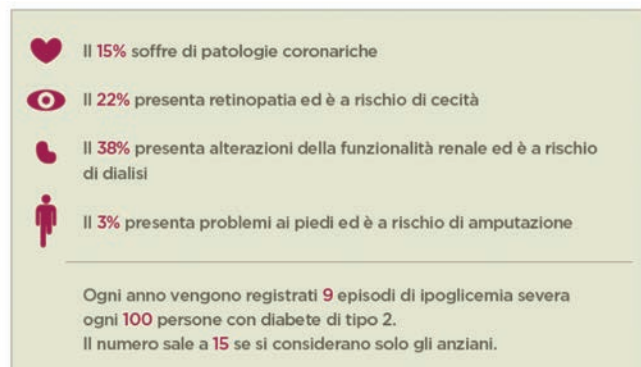 Il 15% soffre di patologie coronariche
Il 22% presenta retinopatia ed è a rischio di cecità
Il 38% presenta alterazioni della funzionalità renale ed è a rischio
di dialisi
Il 3% presenta problemi ai piedi ed è a rischio di amputazione
Ogni anno vengono registrati 9 episodi di ipoglicemia severa
ogni 100 persone con diabete di tipo 2.
Il numero sale a 15 se si considerano solo gli anziani.